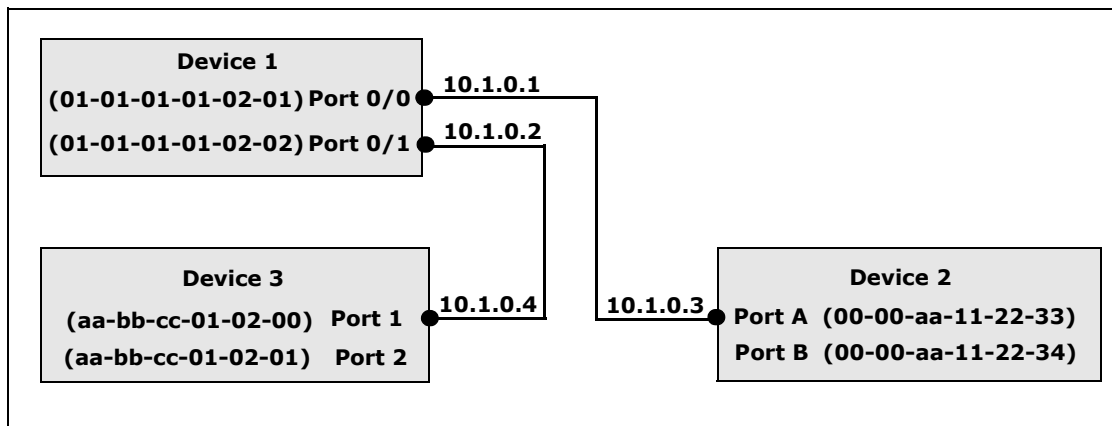 Device 1
(01-01-01-01-02-01) Port 0/0
10.1.0.1
(01-01-01-01-02-02) Port 0/1
10.1.0.2
Device 3
(aa-bb-cc-01-02-00) Port 1
10.1.0.4
(aa-bb-cc-01-02-01) Port 2
Device 2
10.1.0.3
Port A (00-00-aa-11-22-33)
Port B (00-00-aa-11-22-34)